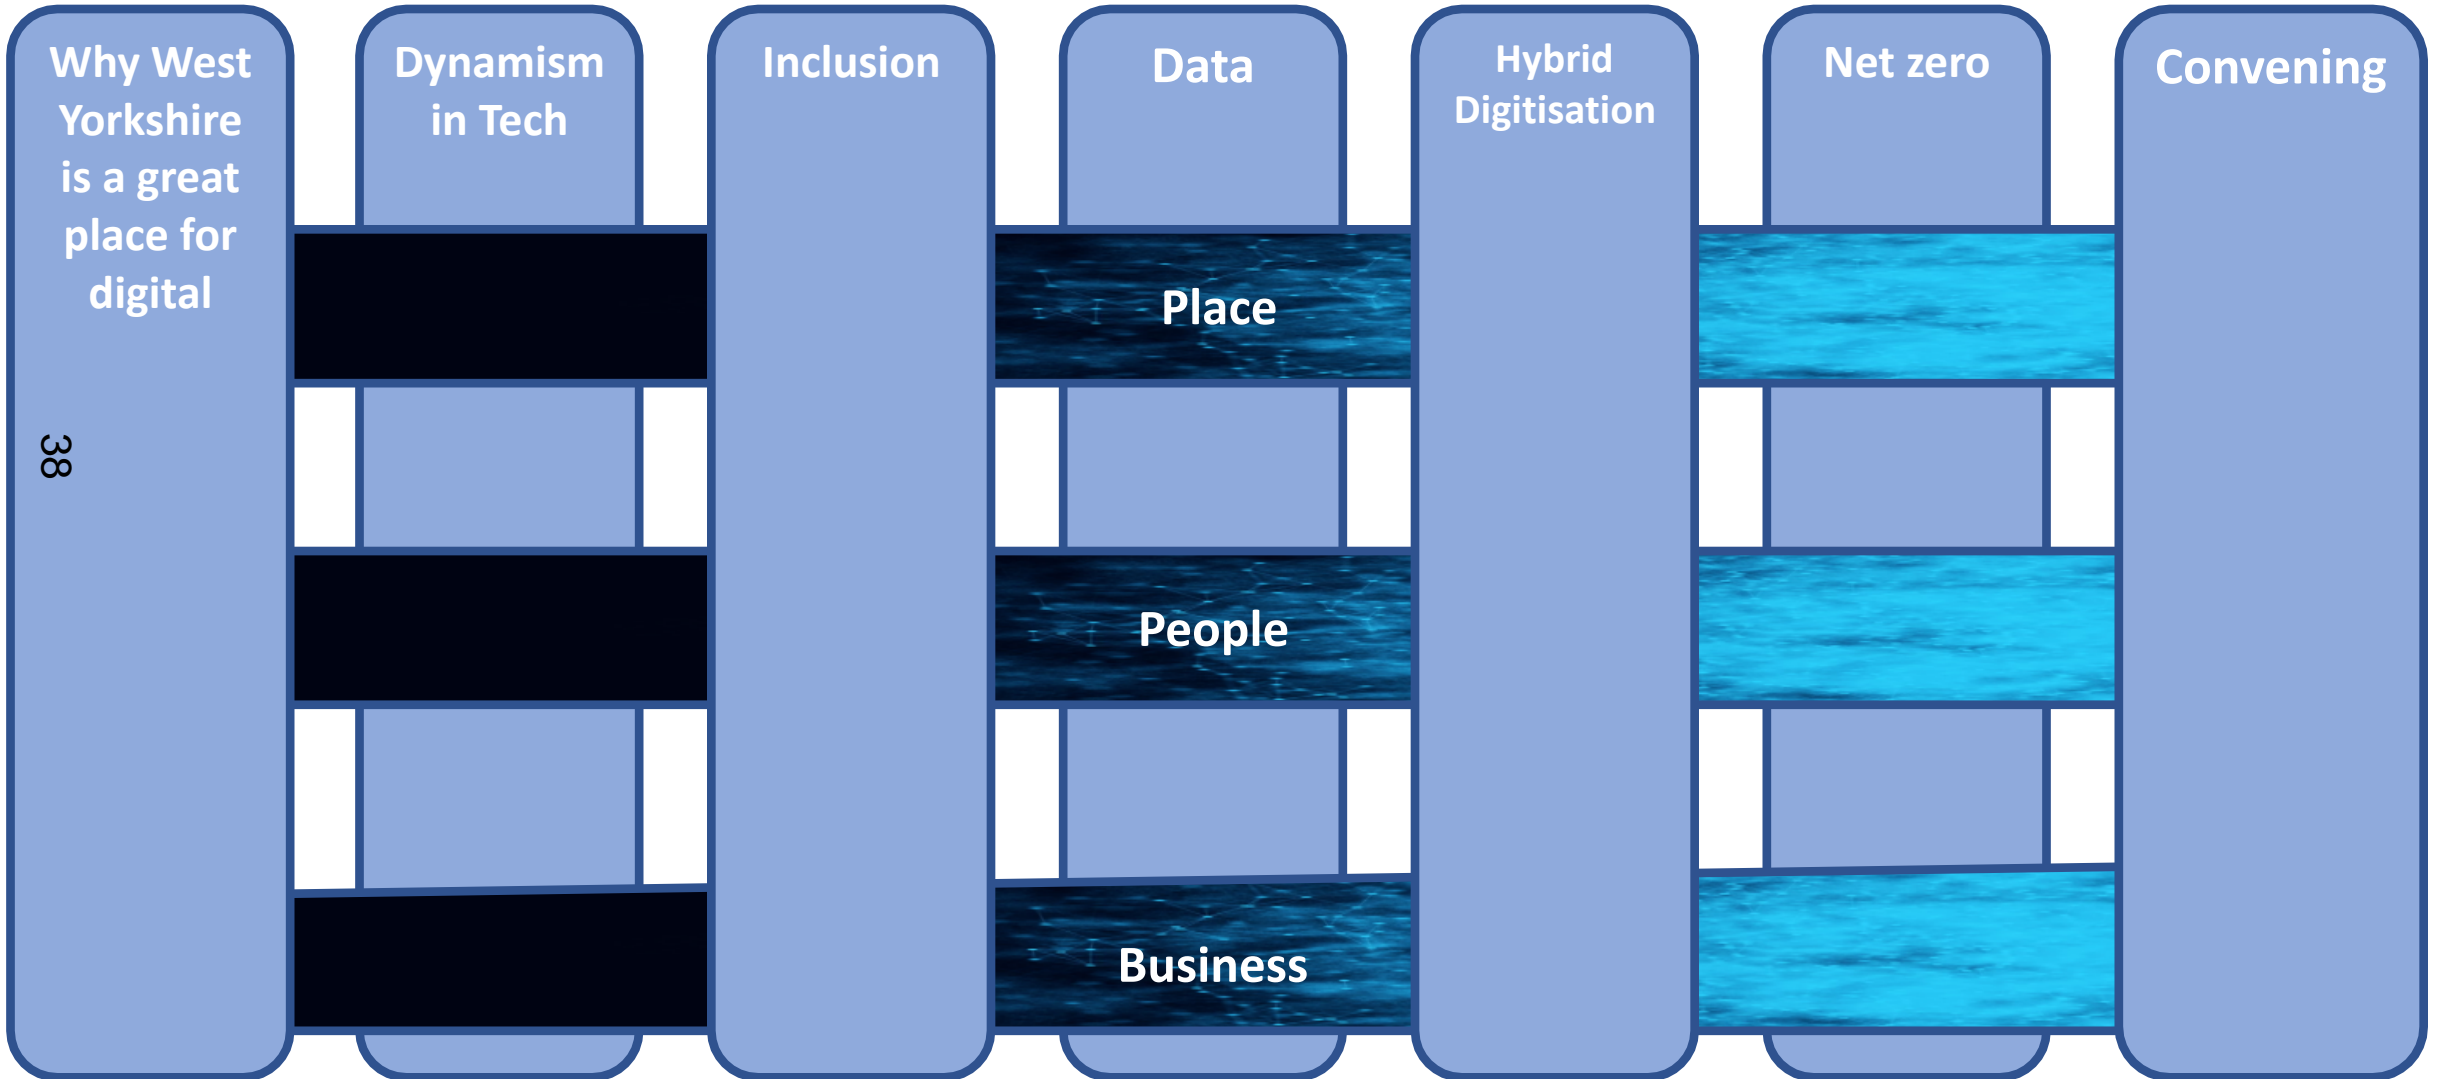 Why West
Yorkshire
is a great
place for
digital
Dynamism
in Tech
Inclusion
Data
Hybrid
Digitisation
Net zero
Convening
Place
38
People
Business